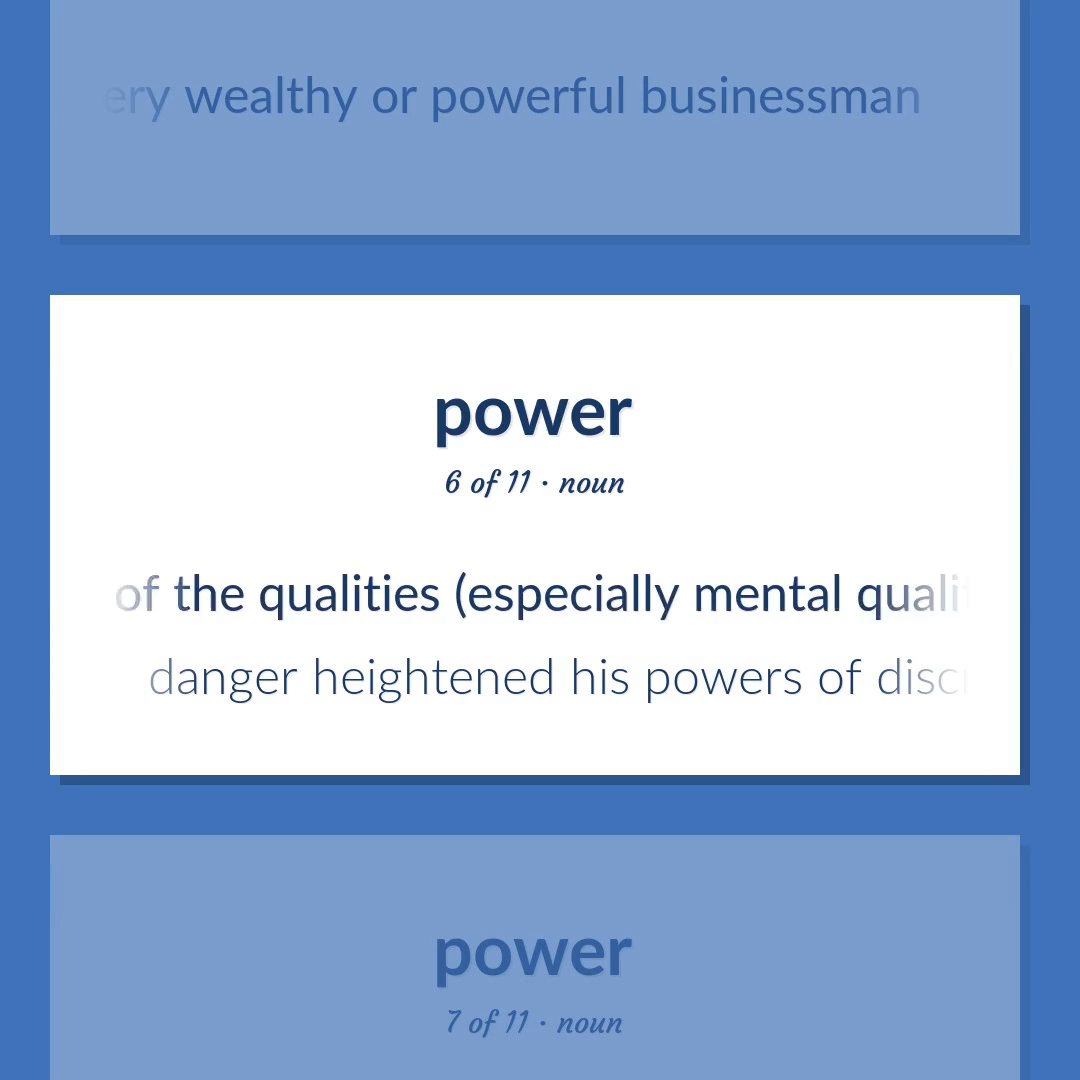 ery wealthy or powerful businessman
power
6 of 11 · noun
of the qualities (especially mental quali
danger heightened his powers of disc
power
7 of 11 · noun